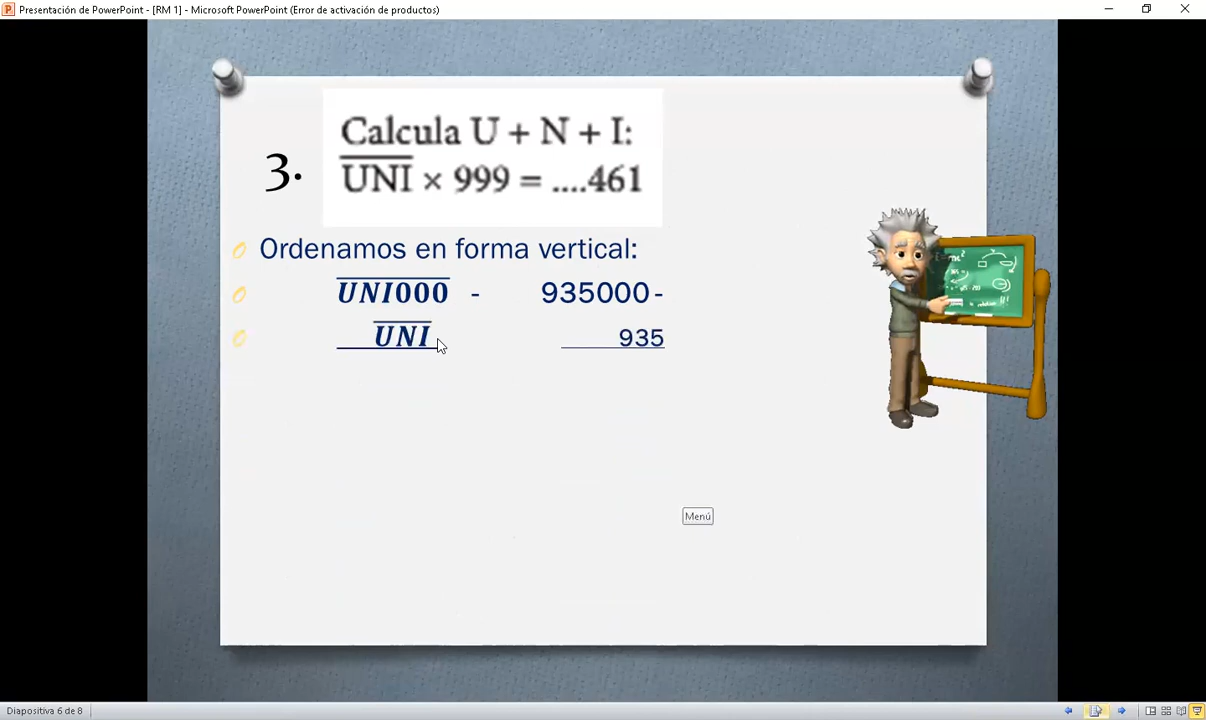 Presentación de PowerPoint - [RM 1] - Microsoft PowerPoint (Error de activación de productos)
Calcula U + N + I:
3.
UNI × 999 = ....461
Ordenamos en forma vertical:
UNI000 - 935000-
UNI 935
Menú
Diapositiva 6 de 8